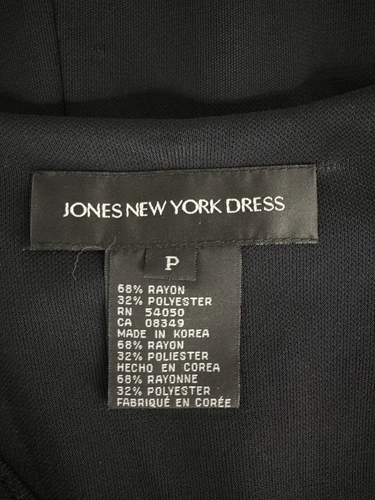 JONES NEW YORK DRESS
P
68% RAYON
32% POLYESTER
RN 54050
CA 08349
MADE IN KOREA
68% RAYON
32% POLIESTER
HECHO EN COREA
68% RAYONNE
32% POLYESTER
FABRIQUÉ EN CORÉE